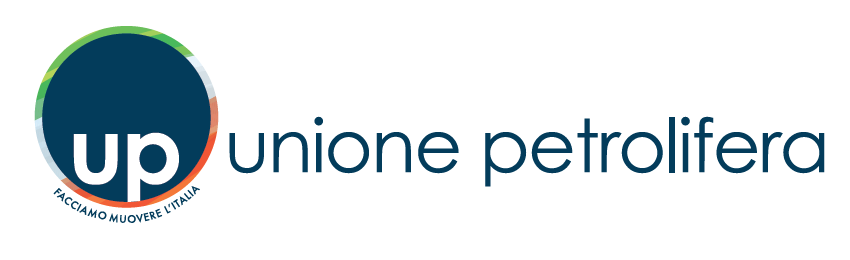 up unione petrolifera
FACCIAMO MUOVERE L'ITALIA